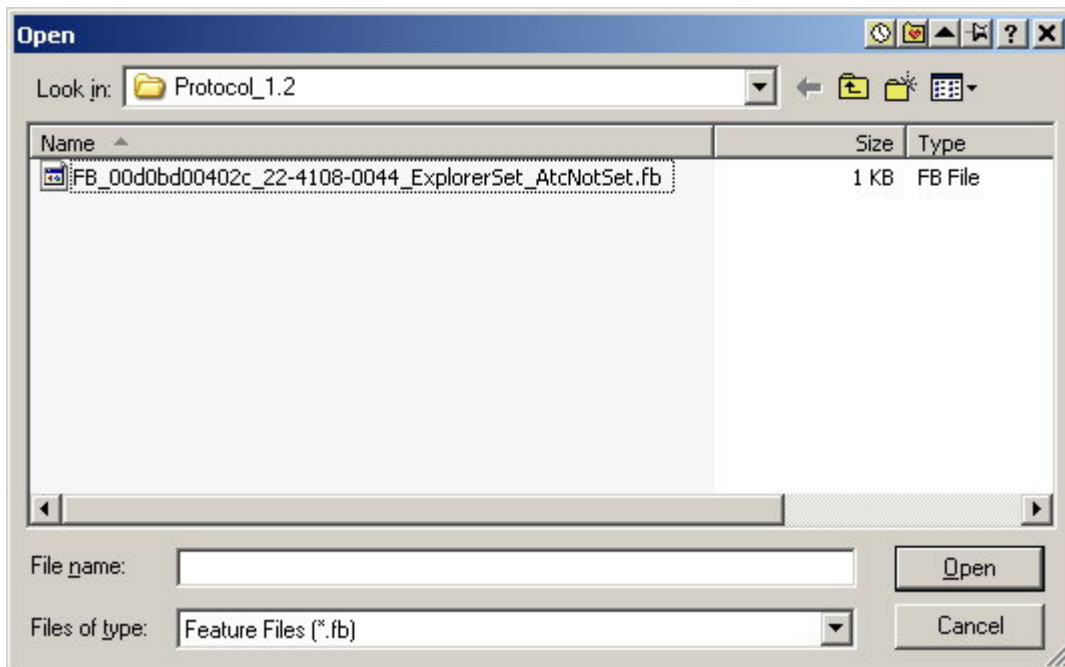 Open
Look in: Protocol_1.2
Name Size Type
FB_00d0bd00402c_22-4108-0044_ExplorerSet_AtcNotSet.fb 1 KB FB File
File name: Open
Files of type: Feature Files (*.fb) Cancel